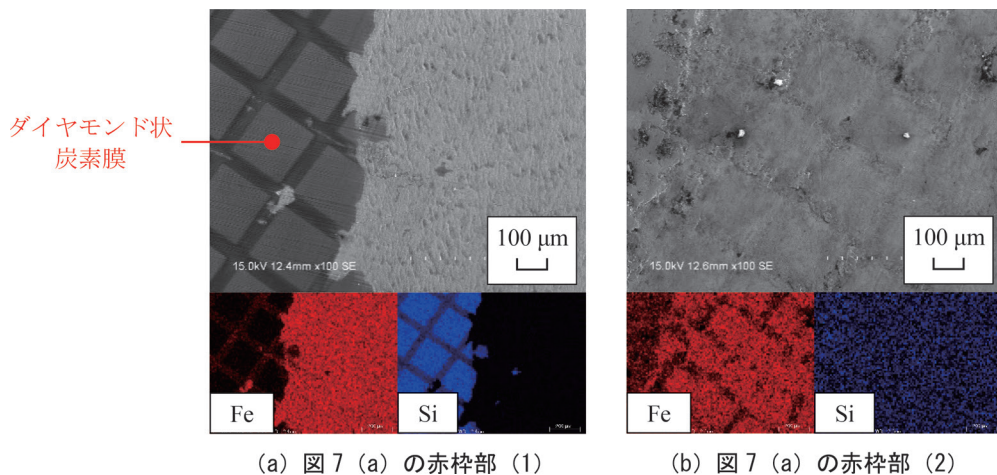 ダイヤモンド状
炭素膜
100 μm
15.0kV 12.4mm x100 SE
Fe
Si
(a) 図7 (a) の赤枠部 (1)
100 μm
15.0kV 12.6mm x100 SE
Fe
Si
(b) 図7 (a) の赤枠部 (2)